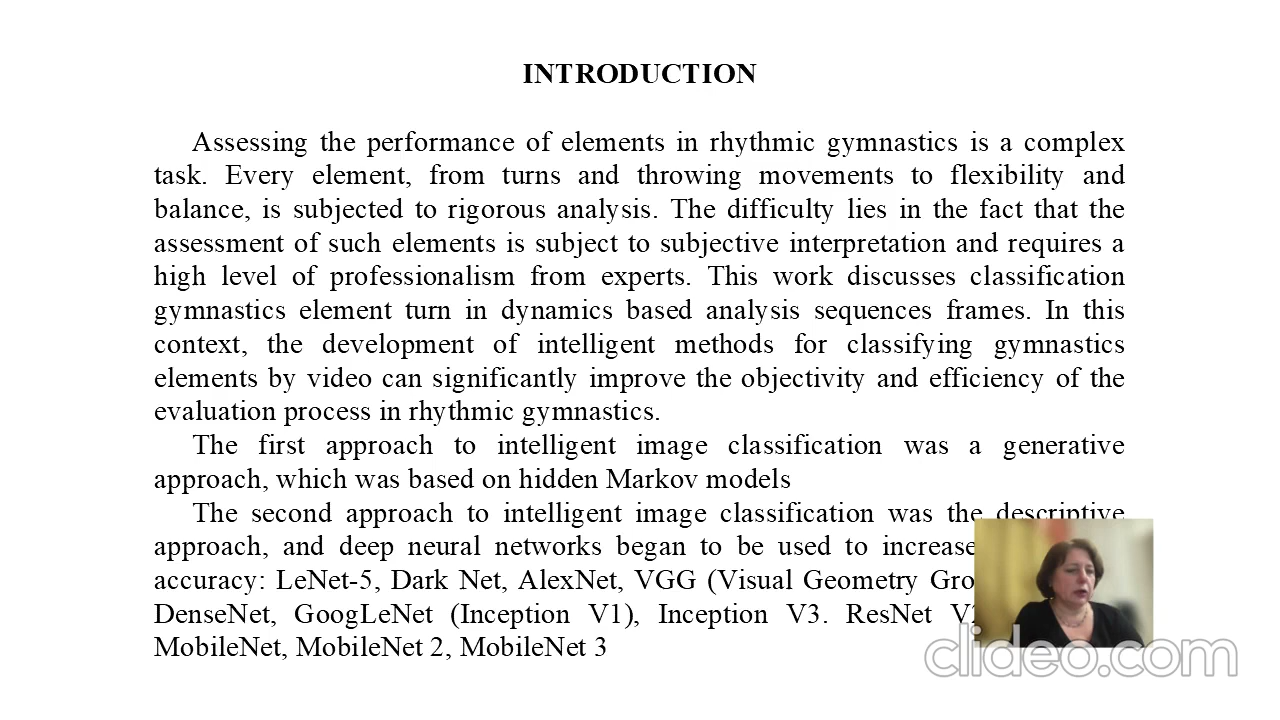 INTRODUCTION
Assessing the performance of elements in rhythmic gymnastics is a complex
task. Every element, from turns and throwing movements to flexibility and
balance, is subjected to rigorous analysis. The difficulty lies in the fact that the
assessment of such elements is subject to subjective interpretation and requires a
high level of professionalism from experts. This work discusses classification
gymnastics element turn in dynamics based analysis sequences frames. In this
context, the development of intelligent methods for classifying gymnastics
elements by video can significantly improve the objectivity and efficiency of the
evaluation process in rhythmic gymnastics.
The first approach to intelligent image classification was a generative
approach, which was based on hidden Markov models
The second approach to intelligent image classification was the descriptive
approach, and deep neural networks began to be used to increase
accuracy: LeNet-5, Dark Net, AlexNet, VGG (Visual Geometry
DenseNet, GoogLeNet (Inception V1), Inception V3. ResNet
MobileNet, MobileNet 2, MobileNet 3
clideo.com